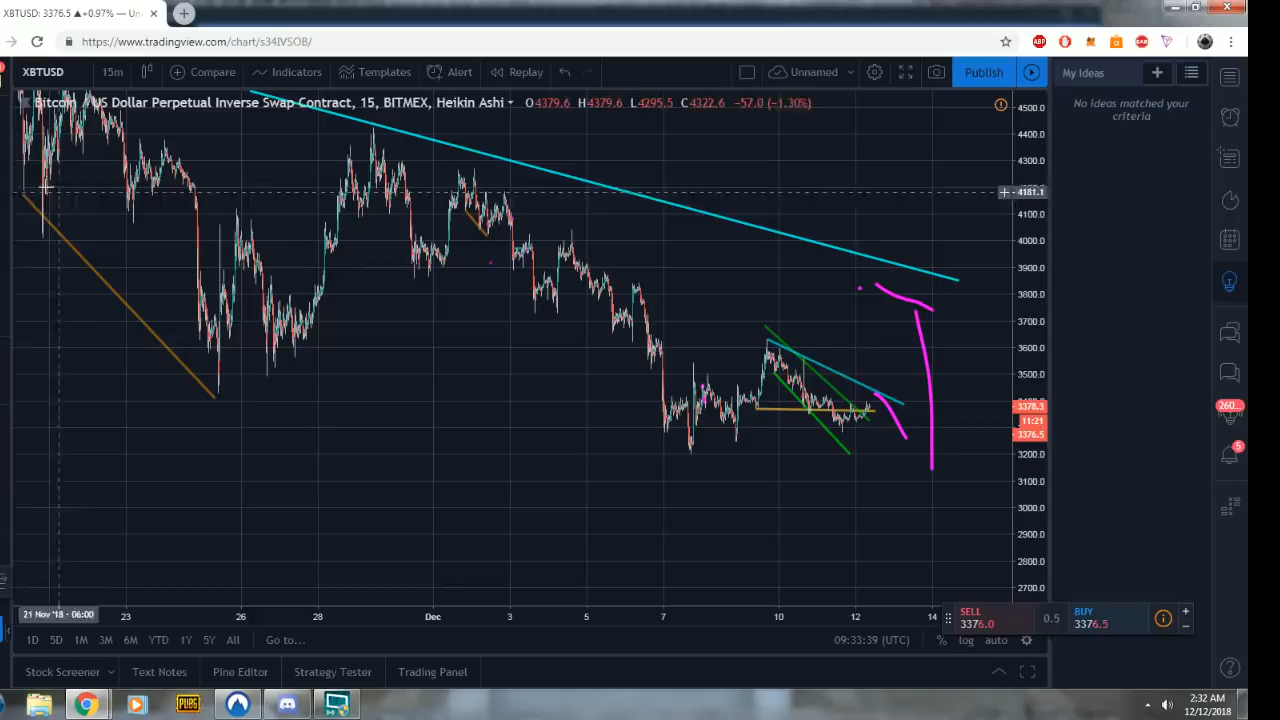 XBTUSD: 3376.5 ▲+0.97% — Un
https://www.tradingview.com/chart/s34IVSOB/
XBTUSD 15m Compare Indicators Templates Alert Replay Unnamed Publish My Ideas
Bitcoin / US Dollar Perpetual Inverse Swap Contract, 15, BITMEX, Heikin Ashi O4379.6 H4379.6 L4295.5 C4322.6 −57.0 (−1.30%)
No ideas matched your
criteria
4500.0
4400.0
4300.0
4181.1
4100.0
4000.0
3900.0
3800.0
3700.0
3600.0
3500.0
3378.3
11:21
3376.5
3200.0
3100.0
3000.0
2900.0
2800.0
2700.0
ABP
EAB
260...
5
21 Nov '18 - 06:00 23 26 28 Dec 3 5 7 10 12 14
SELL
3376.0
0.5
BUY
3376.5
1D 5D 1M 3M 6M YTD 1Y 5Y All Go to... 09:33:39 (UTC) % log auto
Stock Screener Text Notes Pine Editor Strategy Tester Trading Panel
PUBG
2:32 AM
12/12/2018